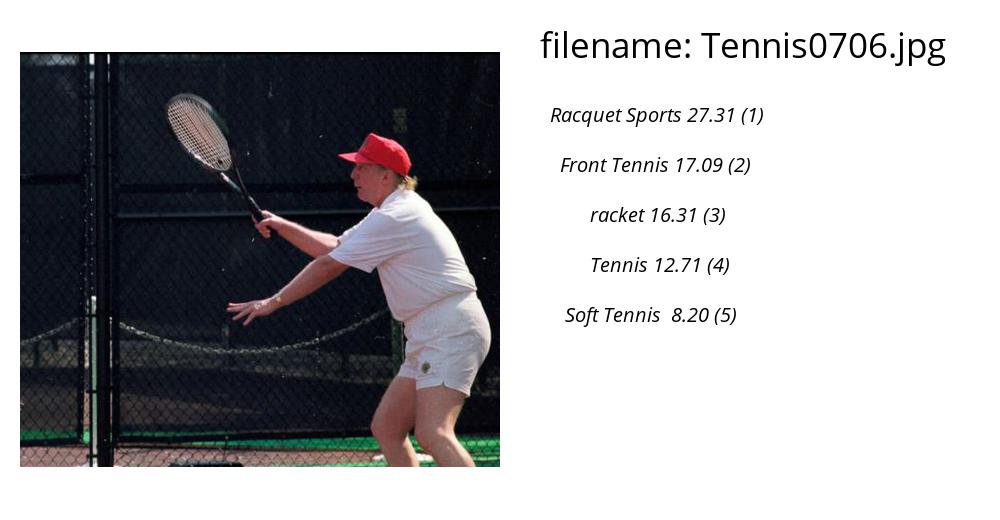 filename: Tennis0706.jpg
Racquet Sports 27.31 (1)
Front Tennis 17.09 (2)
racket 16.31 (3)
Tennis 12.71 (4)
Soft Tennis  8.20 (5)